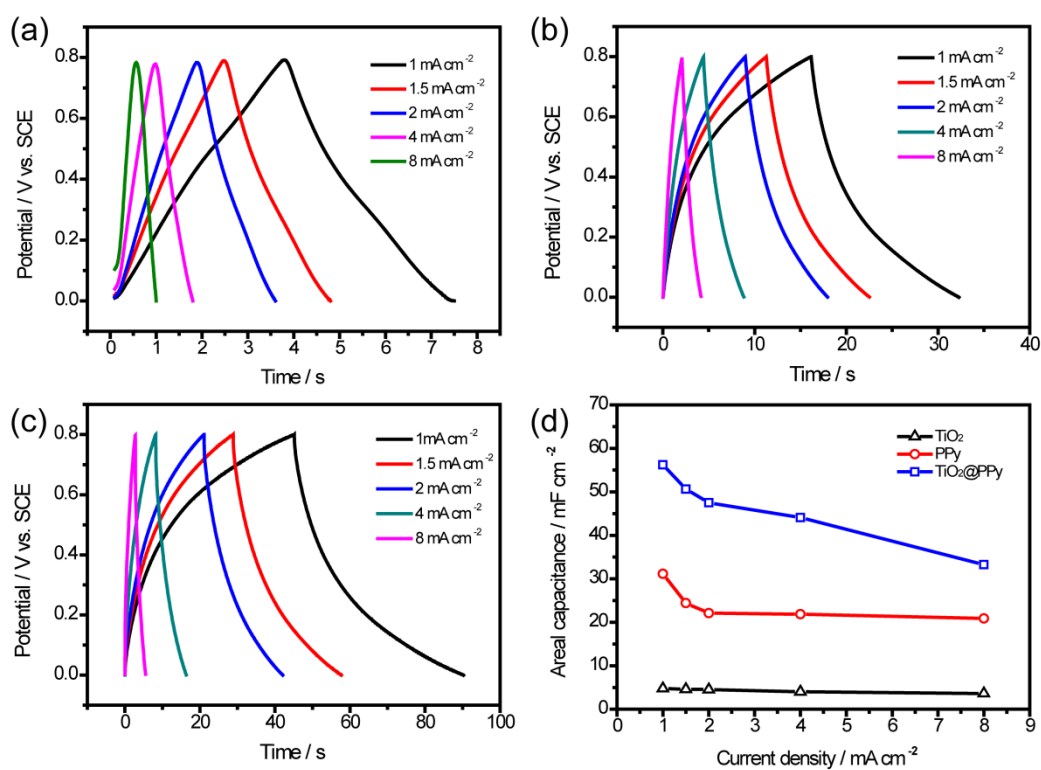 (a)
0.8
0.6
0.4
0.2
0.0
Potential / V vs. SCE
1 mA cm⁻²
1.5 mA cm⁻²
2 mA cm⁻²
4 mA cm⁻²
8 mA cm⁻²
0 1 2 3 4 5 6 7 8
Time / s
(b)
0.8
0.6
0.4
0.2
0.0
Potential / V vs. SCE
1 mA cm⁻²
1.5 mA cm⁻²
2 mA cm⁻²
4 mA cm⁻²
8 mA cm⁻²
0 10 20 30 40
Time / s
(c)
0.8
0.6
0.4
0.2
0.0
Potential / V vs. SCE
1mA cm⁻²
1.5 mA cm⁻²
2 mA cm⁻²
4 mA cm⁻²
8 mA cm⁻²
0 20 40 60 80 100
Time / s
(d)
70
60
50
40
30
20
10
0
Areal capacitance / mF cm⁻²
TiO₂
PPy
TiO₂@PPy
0 1 2 3 4 5 6 7 8 9
Current density / mA cm⁻²